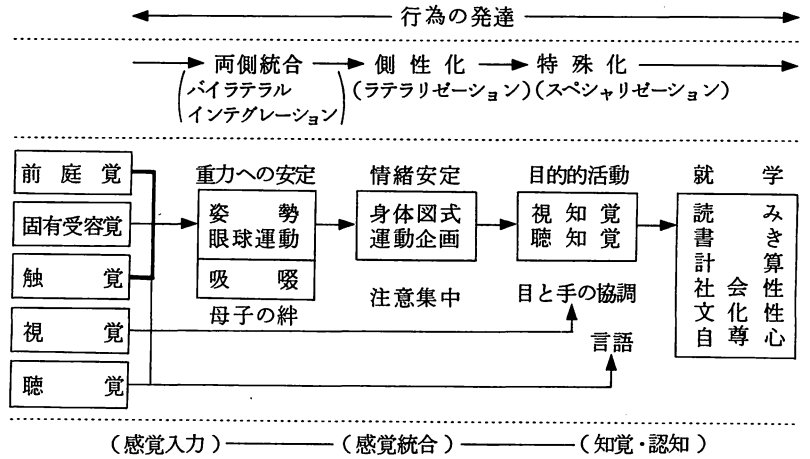 行為の発達
両側統合 側性化 特殊化
(バイラテラル
インテグレーション)
(ラテラリゼーション)
(スペシャリゼーション)
前庭覚
固有受容覚
触覚
視覚
聴覚
重力への安定
姿勢
眼球運動
吸啜
母子の絆
情緒安定
身体図式
運動企画
注意集中
目的的活動
視知覚
聴知覚
目と手の協調
言語
就学
読み
書き
計算
社会性
文化性
自尊心
(感覚入力) (感覚統合) (知覚・認知)